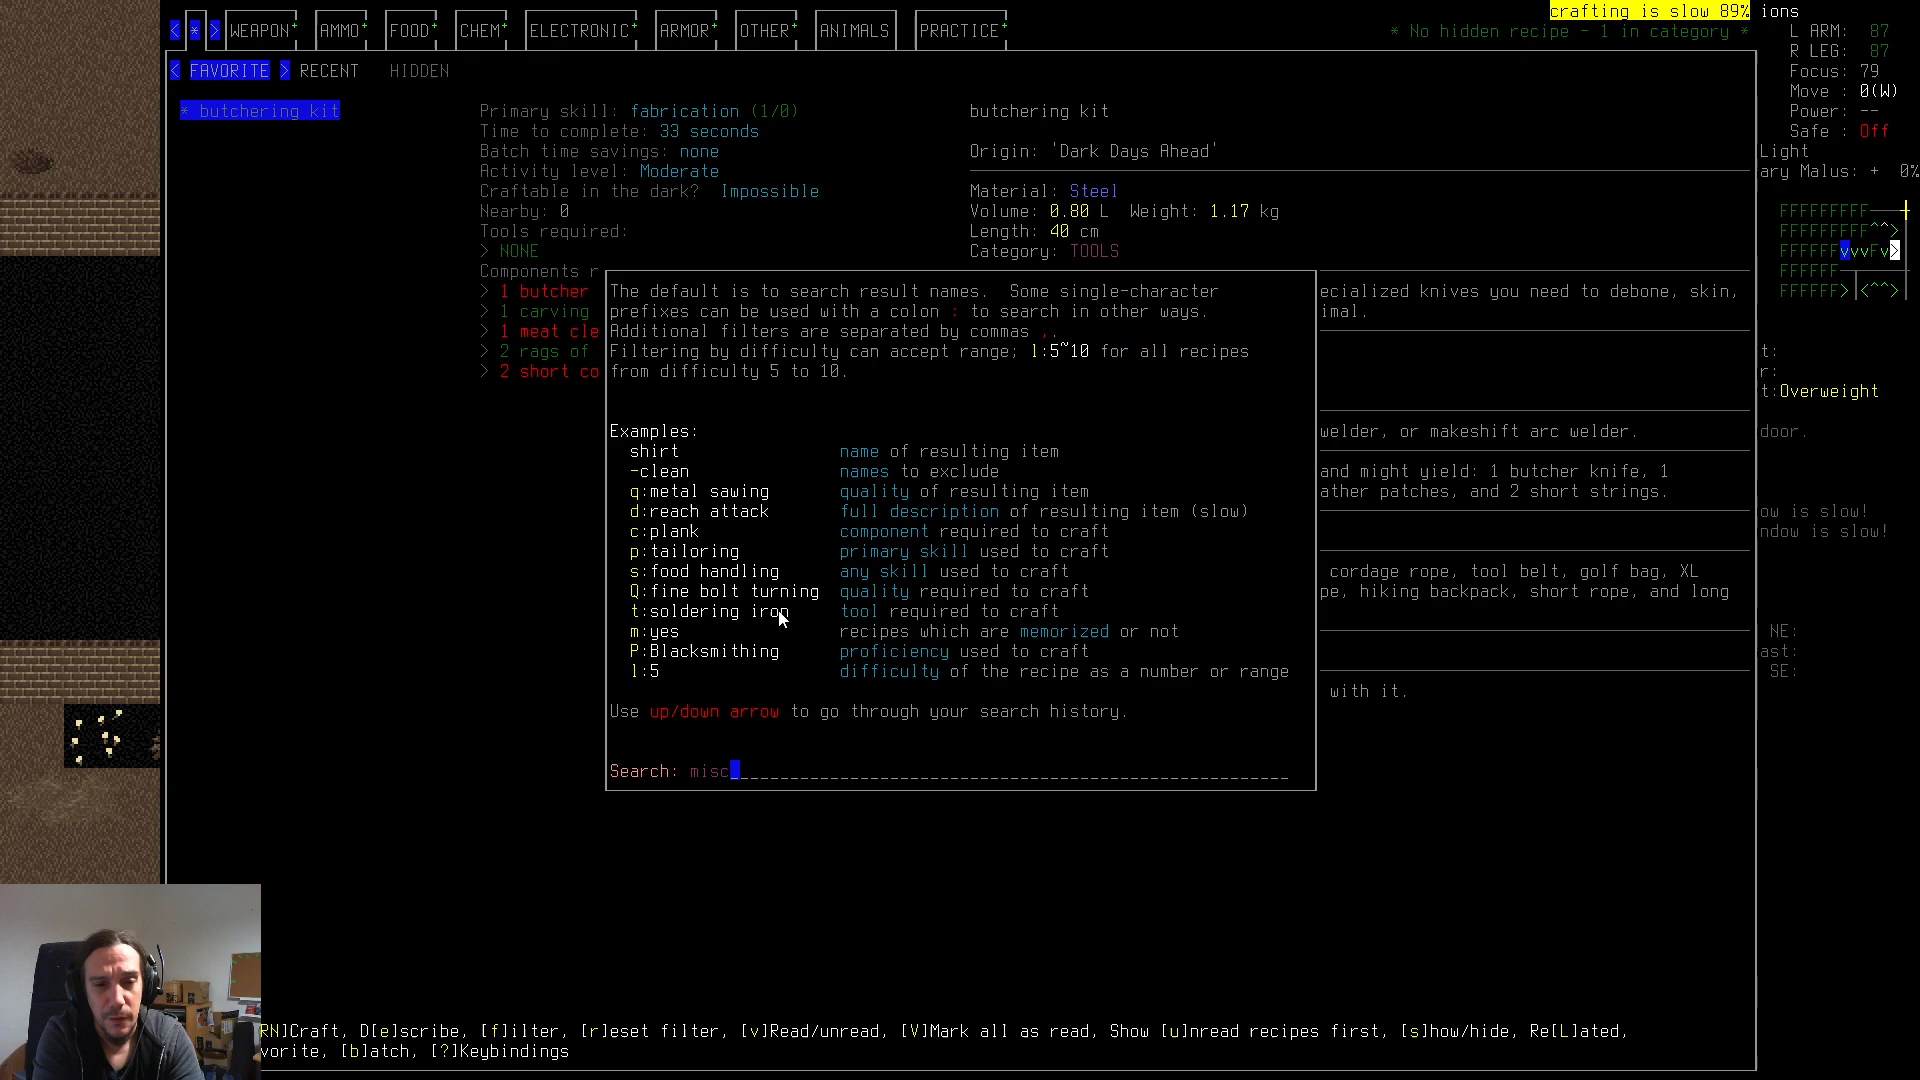 < * > WEAPON+ AMMO+ FOOD+ CHEM+ ELECTRONIC+ ARMOR+ OTHER+ ANIMALS PRACTICE+
crafting is slow 89% ions
* No hidden recipe - 1 in category *
< FAVORITE > RECENT HIDDEN
* butchering kit
Primary skill: fabrication (1/0)
Time to complete: 33 seconds
Batch time savings: none
Activity level: Moderate
Craftable in the dark? Impossible
Nearby: 0
Tools required:
> NONE
Components r
> 1 butcher
> 1 carving
> 1 meat cle
> 2 rags of
> 2 short co
butchering kit
Origin: 'Dark Days Ahead'
Material: Steel
Volume: 0.80 L Weight: 1.17 kg
Length: 40 cm
Category: TOOLS
ecialized knives you need to debone, skin,
imal.
welder, or makeshift arc welder.
and might yield: 1 butcher knife, 1
ather patches, and 2 short strings.
cordage rope, tool belt, golf bag, XL
pe, hiking backpack, short rope, and long
with it.
The default is to search result names. Some single-character
prefixes can be used with a colon : to search in other ways.
Additional filters are separated by commas ,.
Filtering by difficulty can accept range; l:5~10 for all recipes
from difficulty 5 to 10.
Examples:
shirt name of resulting item
-clean names to exclude
q:metal sawing quality of resulting item
d:reach attack full description of resulting item (slow)
c:plank component required to craft
p:tailoring primary skill used to craft
s:food handling any skill used to craft
Q:fine bolt turning quality required to craft
t:soldering iron tool required to craft
m:yes recipes which are memorized or not
P:Blacksmithing proficiency used to craft
l:5 difficulty of the recipe as a number or range
Use up/down arrow to go through your search history.
Search: misc
L ARM: 87
R LEG: 87
Focus: 79
Move : 0(W)
Power: --
Safe : Off
Light
ary Malus: + 0%
FFFFFFFFF
FFFFFFFFF^^>
FFFFFFvvvFv>
FFFFFF
FFFFFF> <^^>
t:
r:
t:Overweight
door.
ow is slow!
ndow is slow!
NE:
ast:
SE:
RN]Craft, D[e]scribe, [f]ilter, [r]eset filter, [v]Read/unread, [V]Mark all as read, Show [u]nread recipes first, [s]how/hide, Re[L]ated,
vorite, [b]atch, [?]Keybindings